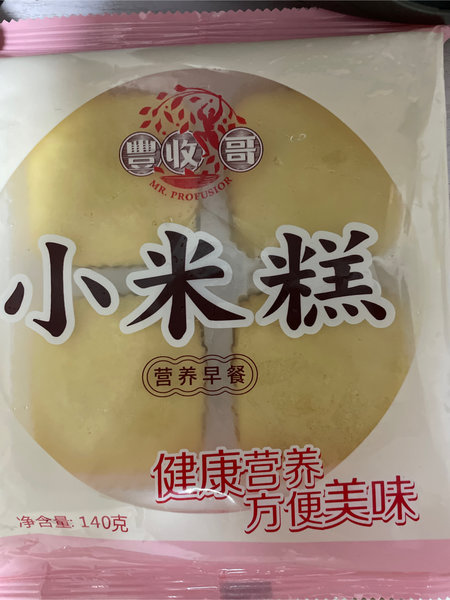 豐收哥
MR. PROFUSIOR
小米糕
营养早餐
健康营养
方便美味
净含量: 140克